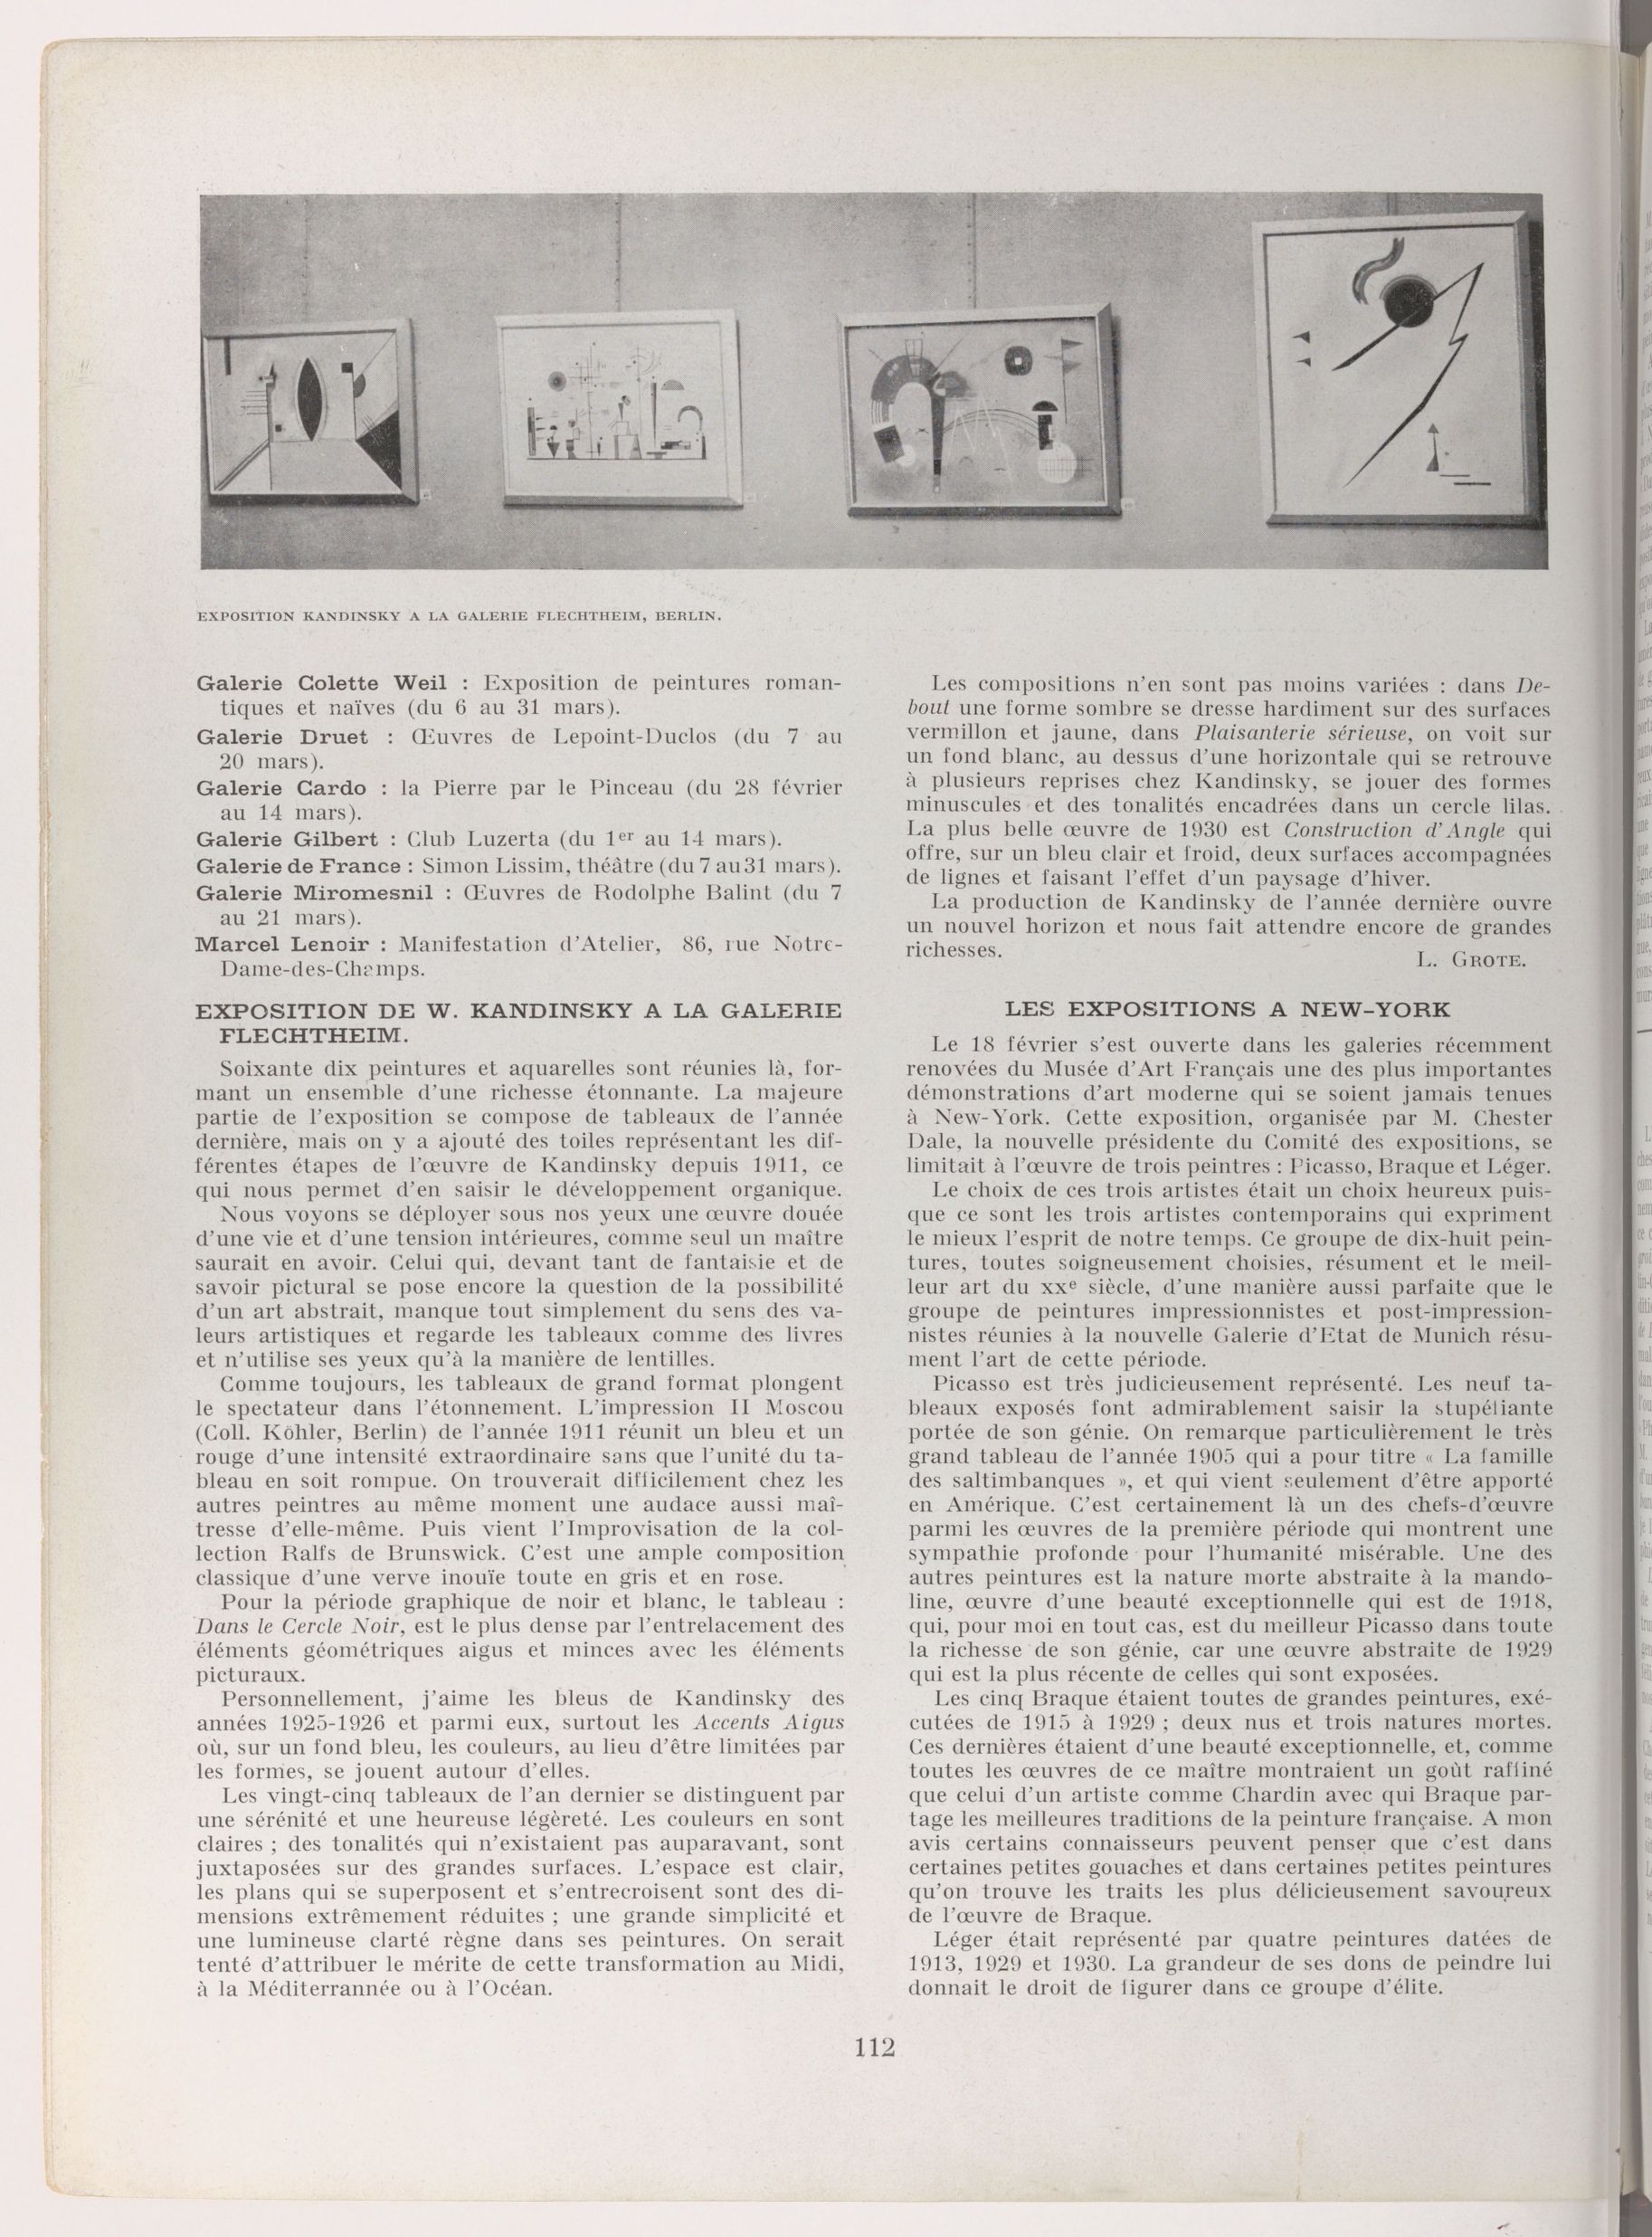 EXPOSITION KANDINSKY A LA GALERIE FLECHTHEIM, BERLIN.
Galerie Colette Weil : Exposition de peintures roman-
tiques et naïves (du 6 au 31 mars).
Galerie Druet : Œuvres de Lepoint-Duclos (du 7 au
20 mars).
Galerie Cardo : la Pierre par le Pinceau (du 28 février
au 14 mars).
Galerie Gilbert : Club Luzerta (du 1er au 14 mars).
Galerie de France : Simon Lissim, théâtre (du 7 au 31 mars).
Galerie Miromesnil : Œuvres de Rodolphe Balint (du 7
au 21 mars).
Marcel Lenoir : Manifestation d'Atelier, 86, rue Notre-
Dame-des-Champs.
EXPOSITION DE W. KANDINSKY A LA GALERIE
FLECHTHEIM.
Soixante dix peintures et aquarelles sont réunies là, for-
mant un ensemble d'une richesse étonnante. La majeure
partie de l'exposition se compose de tableaux de l'année
dernière, mais on y a ajouté des toiles représentant les dif-
férentes étapes de l'œuvre de Kandinsky depuis 1911, ce
qui nous permet d'en saisir le développement organique.
Nous voyons se déployer sous nos yeux une œuvre douée
d'une vie et d'une tension intérieures, comme seul un maître
saurait en avoir. Celui qui, devant tant de fantaisie et de
savoir pictural se pose encore la question de la possibilité
d'un art abstrait, manque tout simplement du sens des va-
leurs artistiques et regarde les tableaux comme des livres
et n'utilise ses yeux qu'à la manière de lentilles.
Comme toujours, les tableaux de grand format plongent
le spectateur dans l'étonnement. L'impression II Moscou
(Coll. Köhler, Berlin) de l'année 1911 réunit un bleu et un
rouge d'une intensité extraordinaire sans que l'unité du ta-
bleau en soit rompue. On trouverait difficilement chez les
autres peintres au même moment une audace aussi maî-
tresse d'elle-même. Puis vient l'Improvisation de la col-
lection Ralfs de Brunswick. C'est une ample composition
classique d'une verve inouïe toute en gris et en rose.
Pour la période graphique de noir et blanc, le tableau :
Dans le Cercle Noir, est le plus dense par l'entrelacement des
éléments géométriques aigus et minces avec les éléments
picturaux.
Personnellement, j'aime les bleus de Kandinsky des
années 1925-1926 et parmi eux, surtout les Accents Aigus
où, sur un fond bleu, les couleurs, au lieu d'être limitées par
les formes, se jouent autour d'elles.
Les vingt-cinq tableaux de l'an dernier se distinguent par
une sérénité et une heureuse légèreté. Les couleurs en sont
claires ; des tonalités qui n'existaient pas auparavant, sont
juxtaposées sur des grandes surfaces. L'espace est clair,
les plans qui se superposent et s'entrecroisent sont des di-
mensions extrêmement réduites ; une grande simplicité et
une lumineuse clarté règne dans ses peintures. On serait
tenté d'attribuer le mérite de cette transformation au Midi,
à la Méditerrannée ou à l'Océan.
Les compositions n'en sont pas moins variées : dans De-
bout une forme sombre se dresse hardiment sur des surfaces
vermillon et jaune, dans Plaisanterie sérieuse, on voit sur
un fond blanc, au dessus d'une horizontale qui se retrouve
à plusieurs reprises chez Kandinsky, se jouer des formes
minuscules et des tonalités encadrées dans un cercle lilas.
La plus belle œuvre de 1930 est Construction d'Angle qui
offre, sur un bleu clair et froid, deux surfaces accompagnées
de lignes et faisant l'effet d'un paysage d'hiver.
La production de Kandinsky de l'année dernière ouvre
un nouvel horizon et nous fait attendre encore de grandes
richesses.
L. GROTE.
LES EXPOSITIONS A NEW-YORK
Le 18 février s'est ouverte dans les galeries récemment
renovées du Musée d'Art Français une des plus importantes
démonstrations d'art moderne qui se soient jamais tenues
à New-York. Cette exposition, organisée par M. Chester
Dale, la nouvelle présidente du Comité des expositions, se
limitait à l'œuvre de trois peintres : Picasso, Braque et Léger.
Le choix de ces trois artistes était un choix heureux puis-
que ce sont les trois artistes contemporains qui expriment
le mieux l'esprit de notre temps. Ce groupe de dix-huit pein-
tures, toutes soigneusement choisies, résument et le meil-
leur art du xxe siècle, d'une manière aussi parfaite que le
groupe de peintures impressionnistes et post-impression-
nistes réunies à la nouvelle Galerie d'Etat de Munich résu-
ment l'art de cette période.
Picasso est très judicieusement représenté. Les neuf ta-
bleaux exposés font admirablement saisir la stupéfiante
portée de son génie. On remarque particulièrement le très
grand tableau de l'année 1905 qui a pour titre « La famille
des saltimbanques », et qui vient seulement d'être apporté
en Amérique. C'est certainement là un des chefs-d'œuvre
parmi les œuvres de la première période qui montrent une
sympathie profonde pour l'humanité misérable. Une des
autres peintures est la nature morte abstraite à la mando-
line, œuvre d'une beauté exceptionnelle qui est de 1918,
qui, pour moi en tout cas, est du meilleur Picasso dans toute
la richesse de son génie, car une œuvre abstraite de 1929
qui est la plus récente de celles qui sont exposées.
Les cinq Braque étaient toutes de grandes peintures, exé-
cutées de 1915 à 1929 ; deux nus et trois natures mortes.
Ces dernières étaient d'une beauté exceptionnelle, et, comme
toutes les œuvres de ce maître montraient un goût raffiné
que celui d'un artiste comme Chardin avec qui Braque par-
tage les meilleures traditions de la peinture française. A mon
avis certains connaisseurs peuvent penser que c'est dans
certaines petites gouaches et dans certaines petites peintures
qu'on trouve les traits les plus délicieusement savoureux
de l'œuvre de Braque.
Léger était représenté par quatre peintures datées de
1913, 1929 et 1930. La grandeur de ses dons de peindre lui
donnait le droit de figurer dans ce groupe d'élite.
112